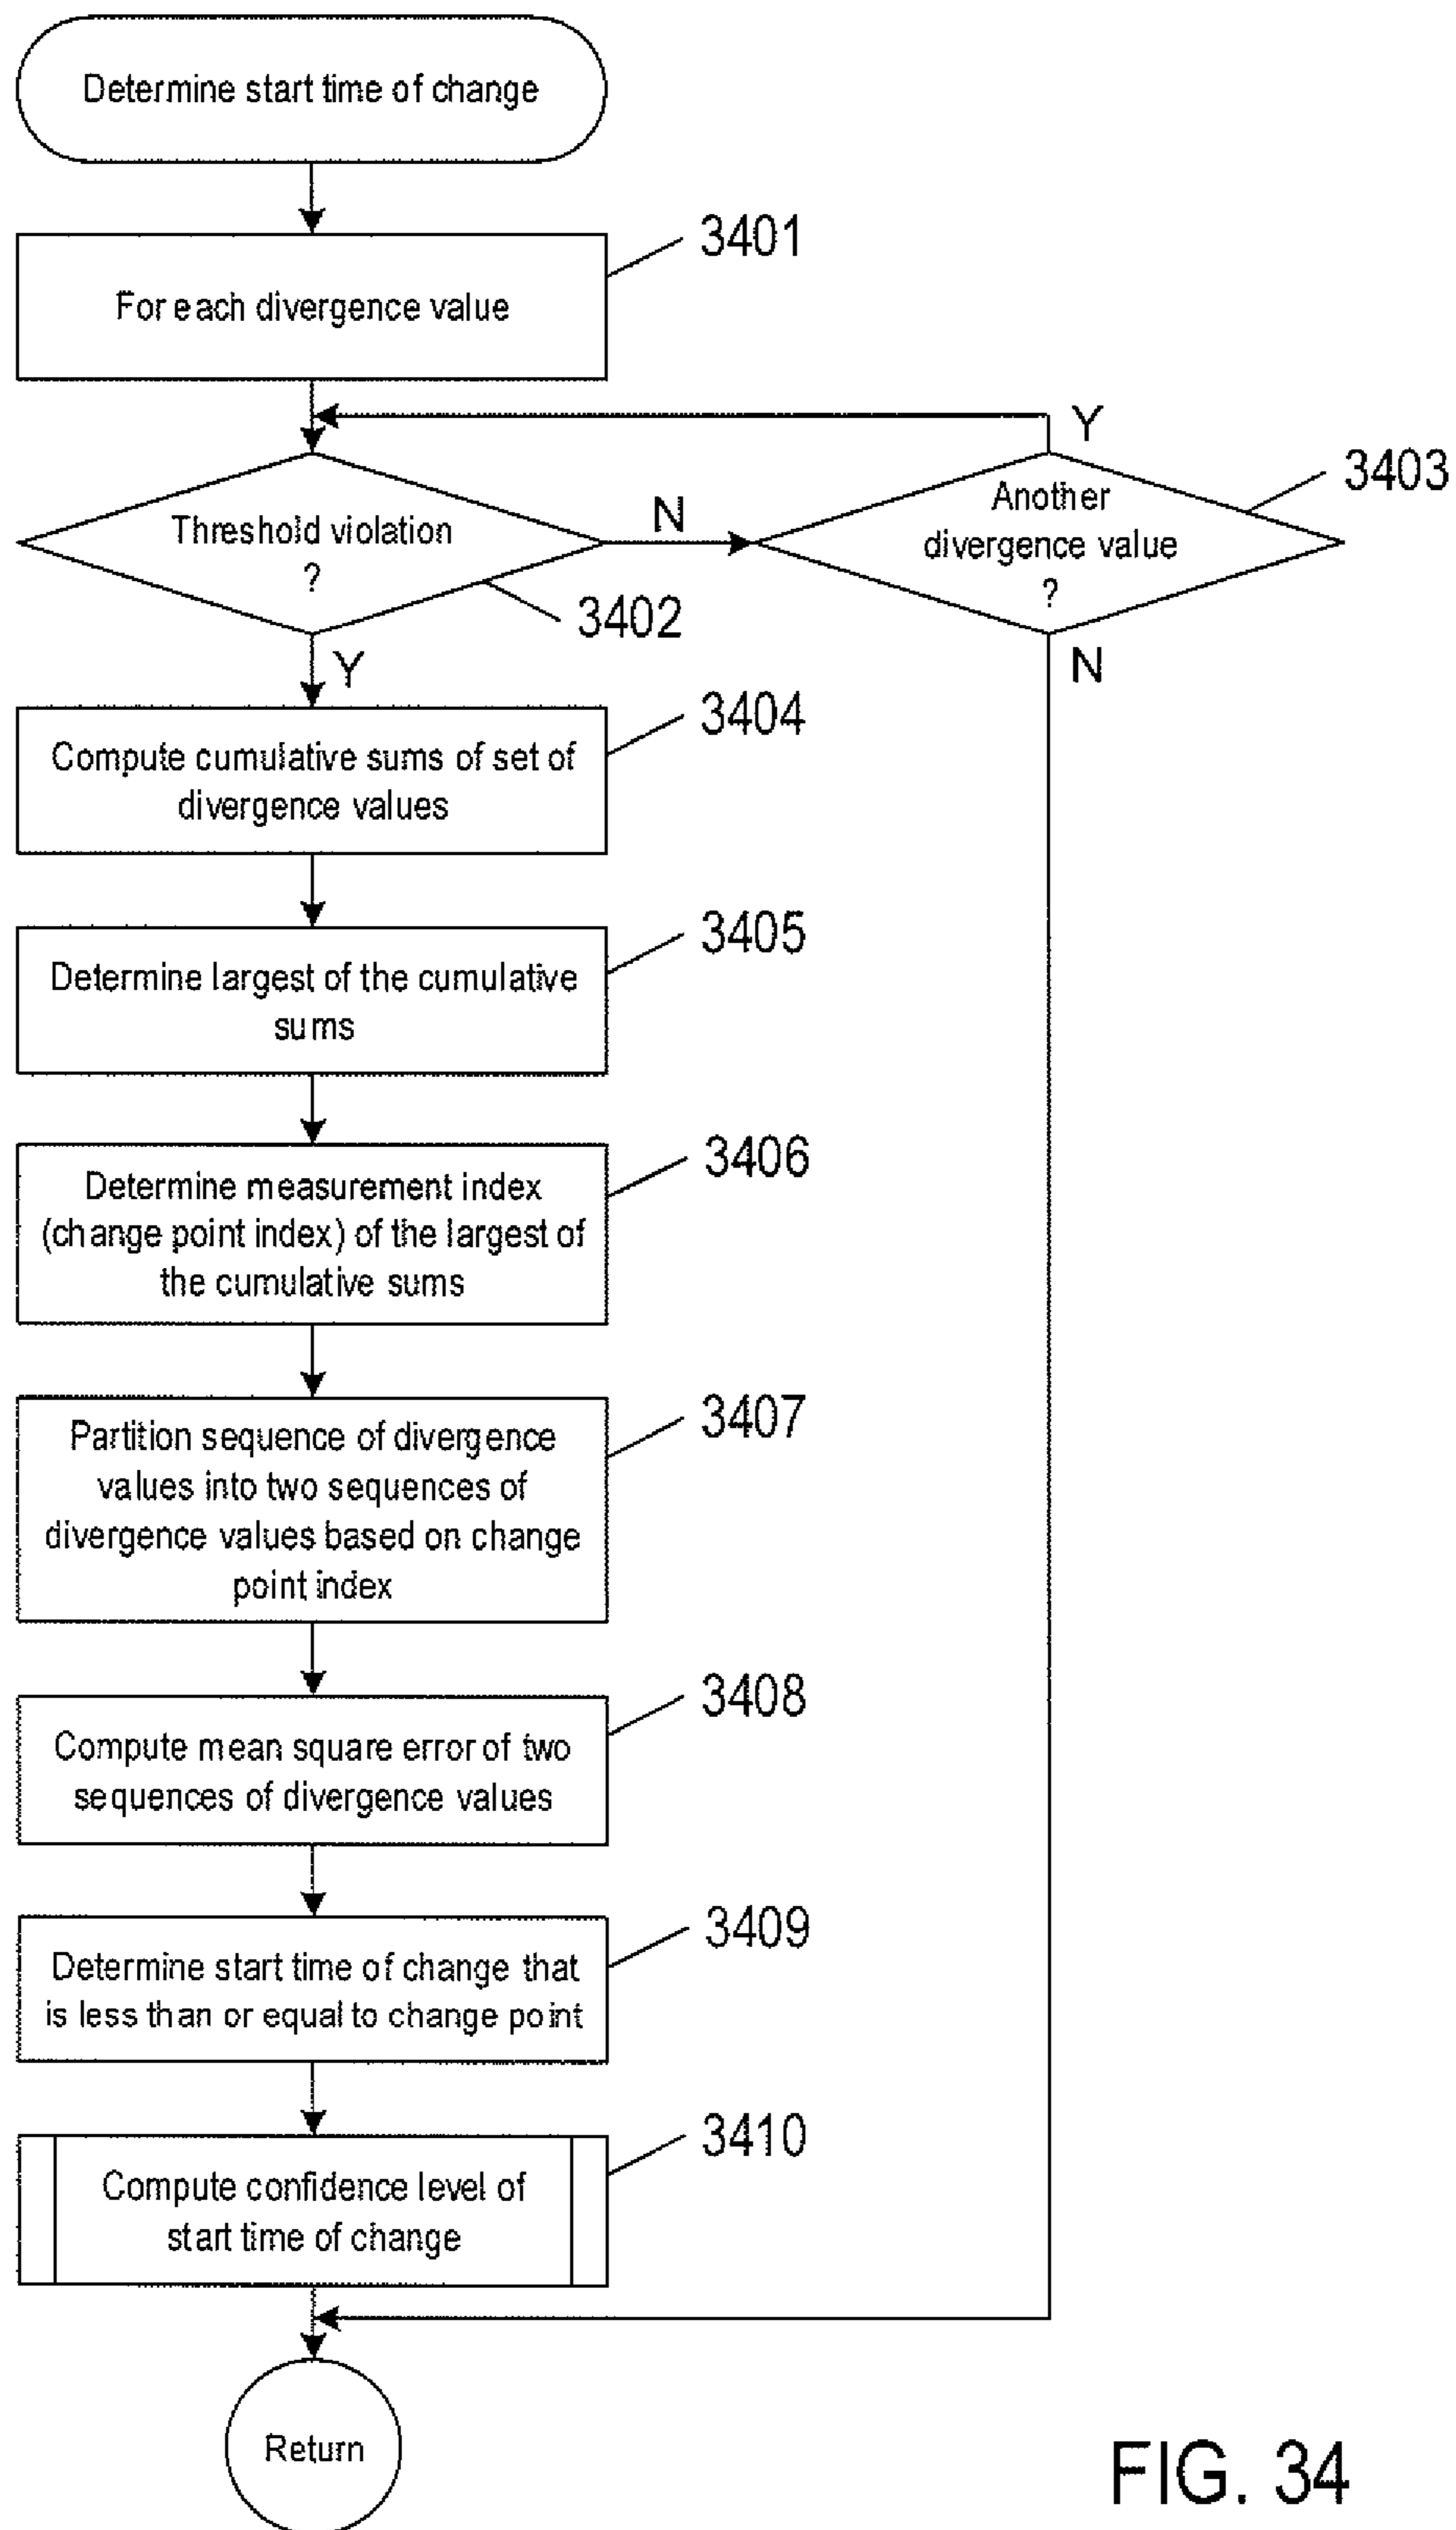 Determine start time of change
3401
For each divergence value
Y
3403
Another
divergence value
?
Threshold violation
?
N
3402
Y
N
3404
Compute cumulative sums of set of
divergence values
3405
Determine largest of the cumulative
sums
3406
Determine measurement index
(change point index) of the largest of
the cumulative sums
3407
Partition sequence of divergence
values into two sequences of
divergence values based on change
point index
3408
Compute mean square error of two
sequences of divergence values
3409
Determine start time of change that
is less than or equal to change point
3410
Compute confidence level of
start time of change
Return
FIG. 34